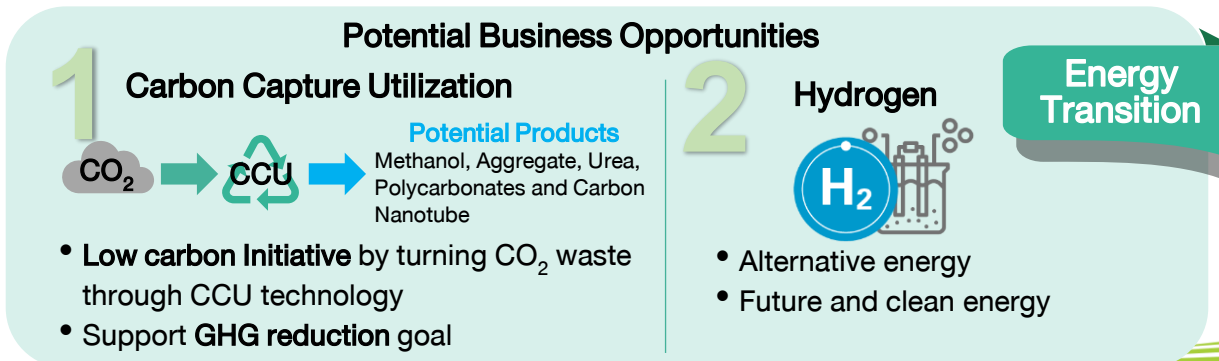 Potential Business Opportunities
Energy
Transition
1
Carbon Capture Utilization
CO₂
CCU
Potential Products
Methanol, Aggregate, Urea,
Polycarbonates and Carbon
Nanotube
• Low carbon Initiative by turning CO₂ waste
through CCU technology
• Support GHG reduction goal
2
Hydrogen
H₂
• Alternative energy
• Future and clean energy